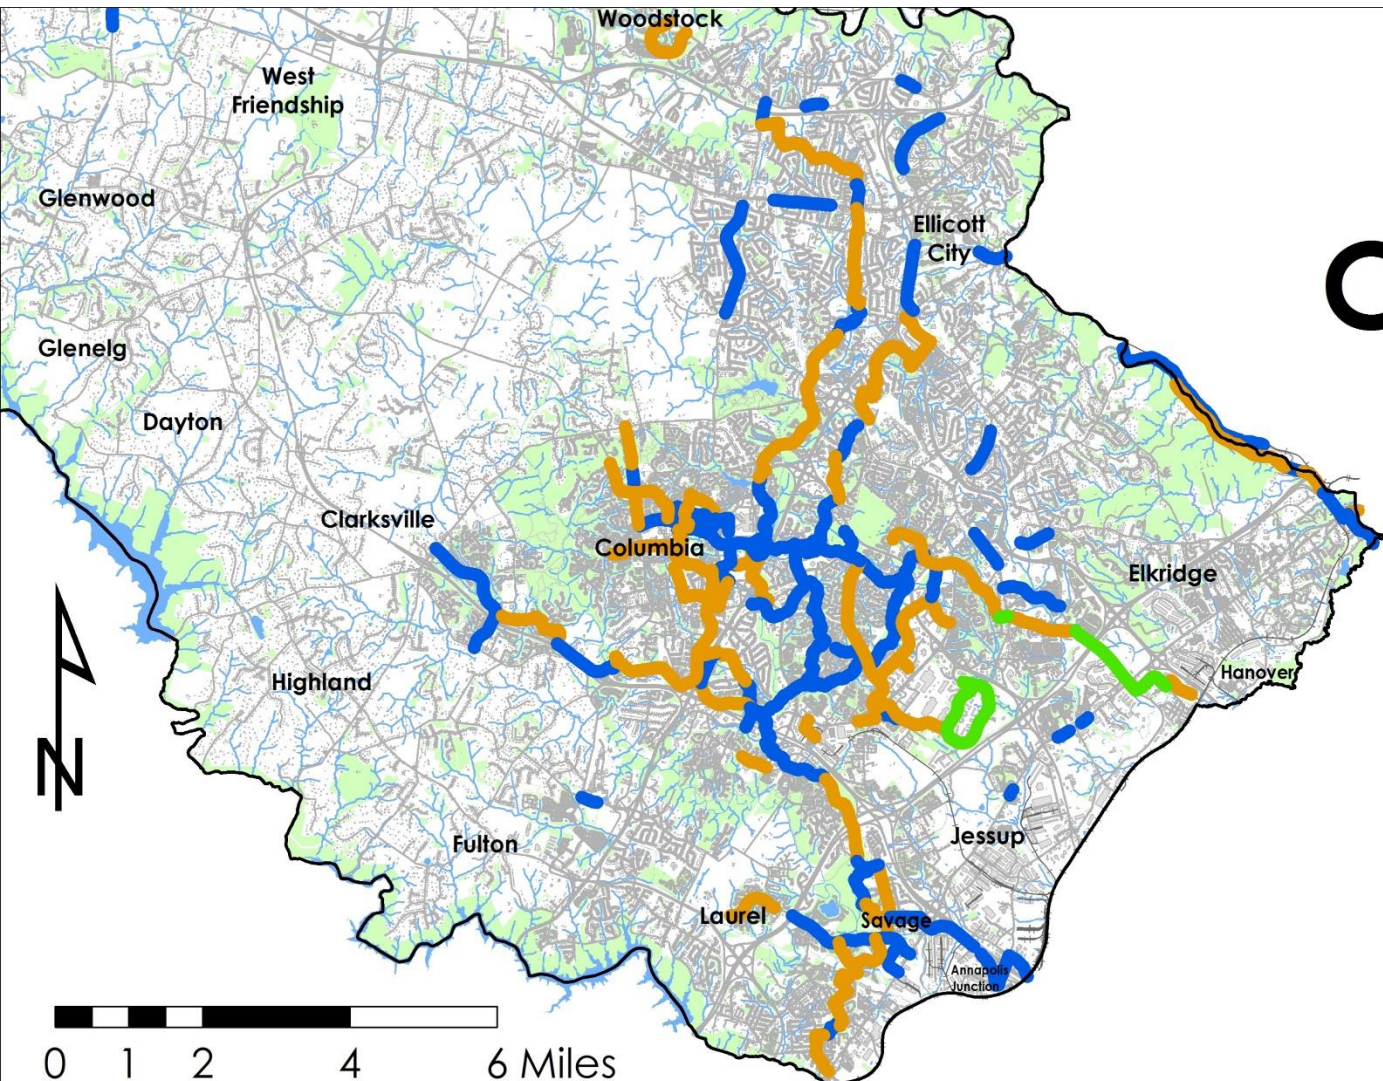 Woodstock
West
Friendship
Glenwood
Ellicott
City
Glenelg
Dayton
Clarksville
Columbia
Elkridge
Highland
Hanover
N
Jessup
Fulton
Laurel
Savage
Annapolis
Junction
0 1 2 4 6 Miles